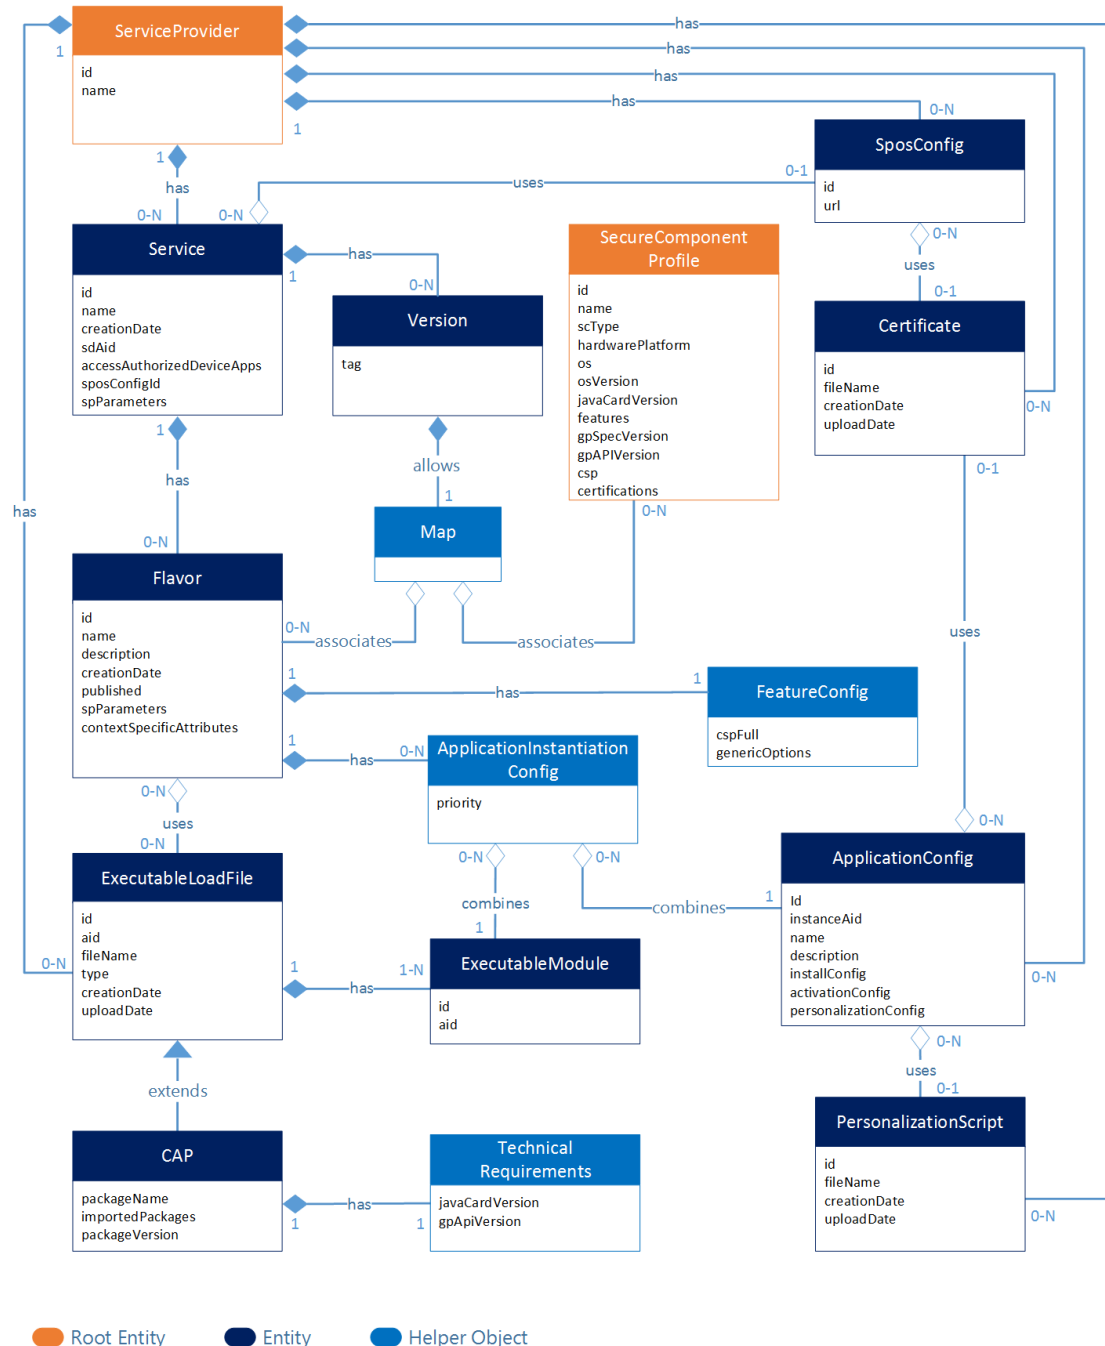 has
ServiceProvider
1
has
id
name
has
has
1
0-N
SposConfig
id
url
0-1
1
has
0-N
uses
0-N
0-N
uses
0-1
Service
id
name
creationDate
sdAid
accessAuthorizedDeviceApps
sposConfigId
spParameters
has
1
0-N
Version
tag
SecureComponent
Profile
id
name
scType
hardwarePlatform
os
osVersion
javaCardVersion
features
gpSpecVersion
gpAPIVersion
csp
certifications
0-N
Certificate
id
fileName
creationDate
uploadDate
0-N
0-1
1
has
0-N
has
allows
1
Map
Flavor
id
name
description
creationDate
published
spParameters
contextSpecificAttributes
0-N
associates
associates
uses
1
has
1
FeatureConfig
cspFull
genericOptions
1
has
0-N
ApplicationInstantiation
Config
priority
0-N
uses
0-N
0-N
0-N
combines
1
combines
1
0-N
ApplicationConfig
Id
instanceAid
name
description
installConfig
activationConfig
personalizationConfig
0-N
ExecutableLoadFile
id
aid
fileName
type
creationDate
uploadDate
0-N
1
has
1-N
ExecutableModule
id
aid
0-N
uses
0-1
extends
CAP
packageName
importedPackages
packageVersion
1
has
1
Technical
Requirements
javaCardVersion
gpApiVersion
PersonalizationScript
id
fileName
creationDate
uploadDate
0-N
Root Entity
Entity
Helper Object